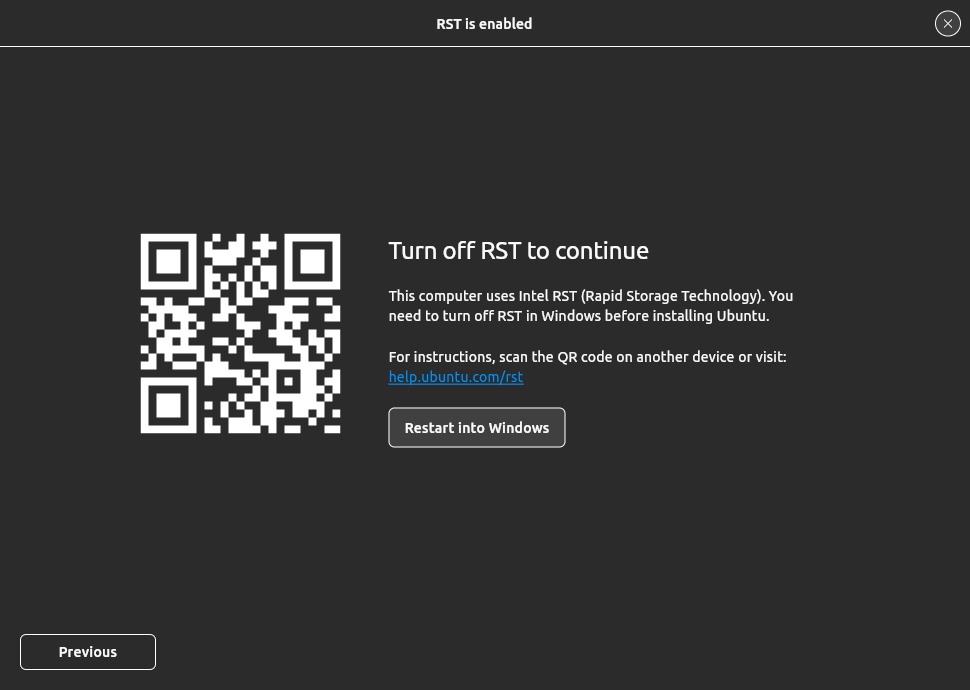 RST is enabled
Turn off RST to continue
This computer uses Intel RST (Rapid Storage Technology). You
need to turn off RST in Windows before installing Ubuntu.
For instructions, scan the QR code on another device or visit:
help.ubuntu.com/rst
Restart into Windows
Previous